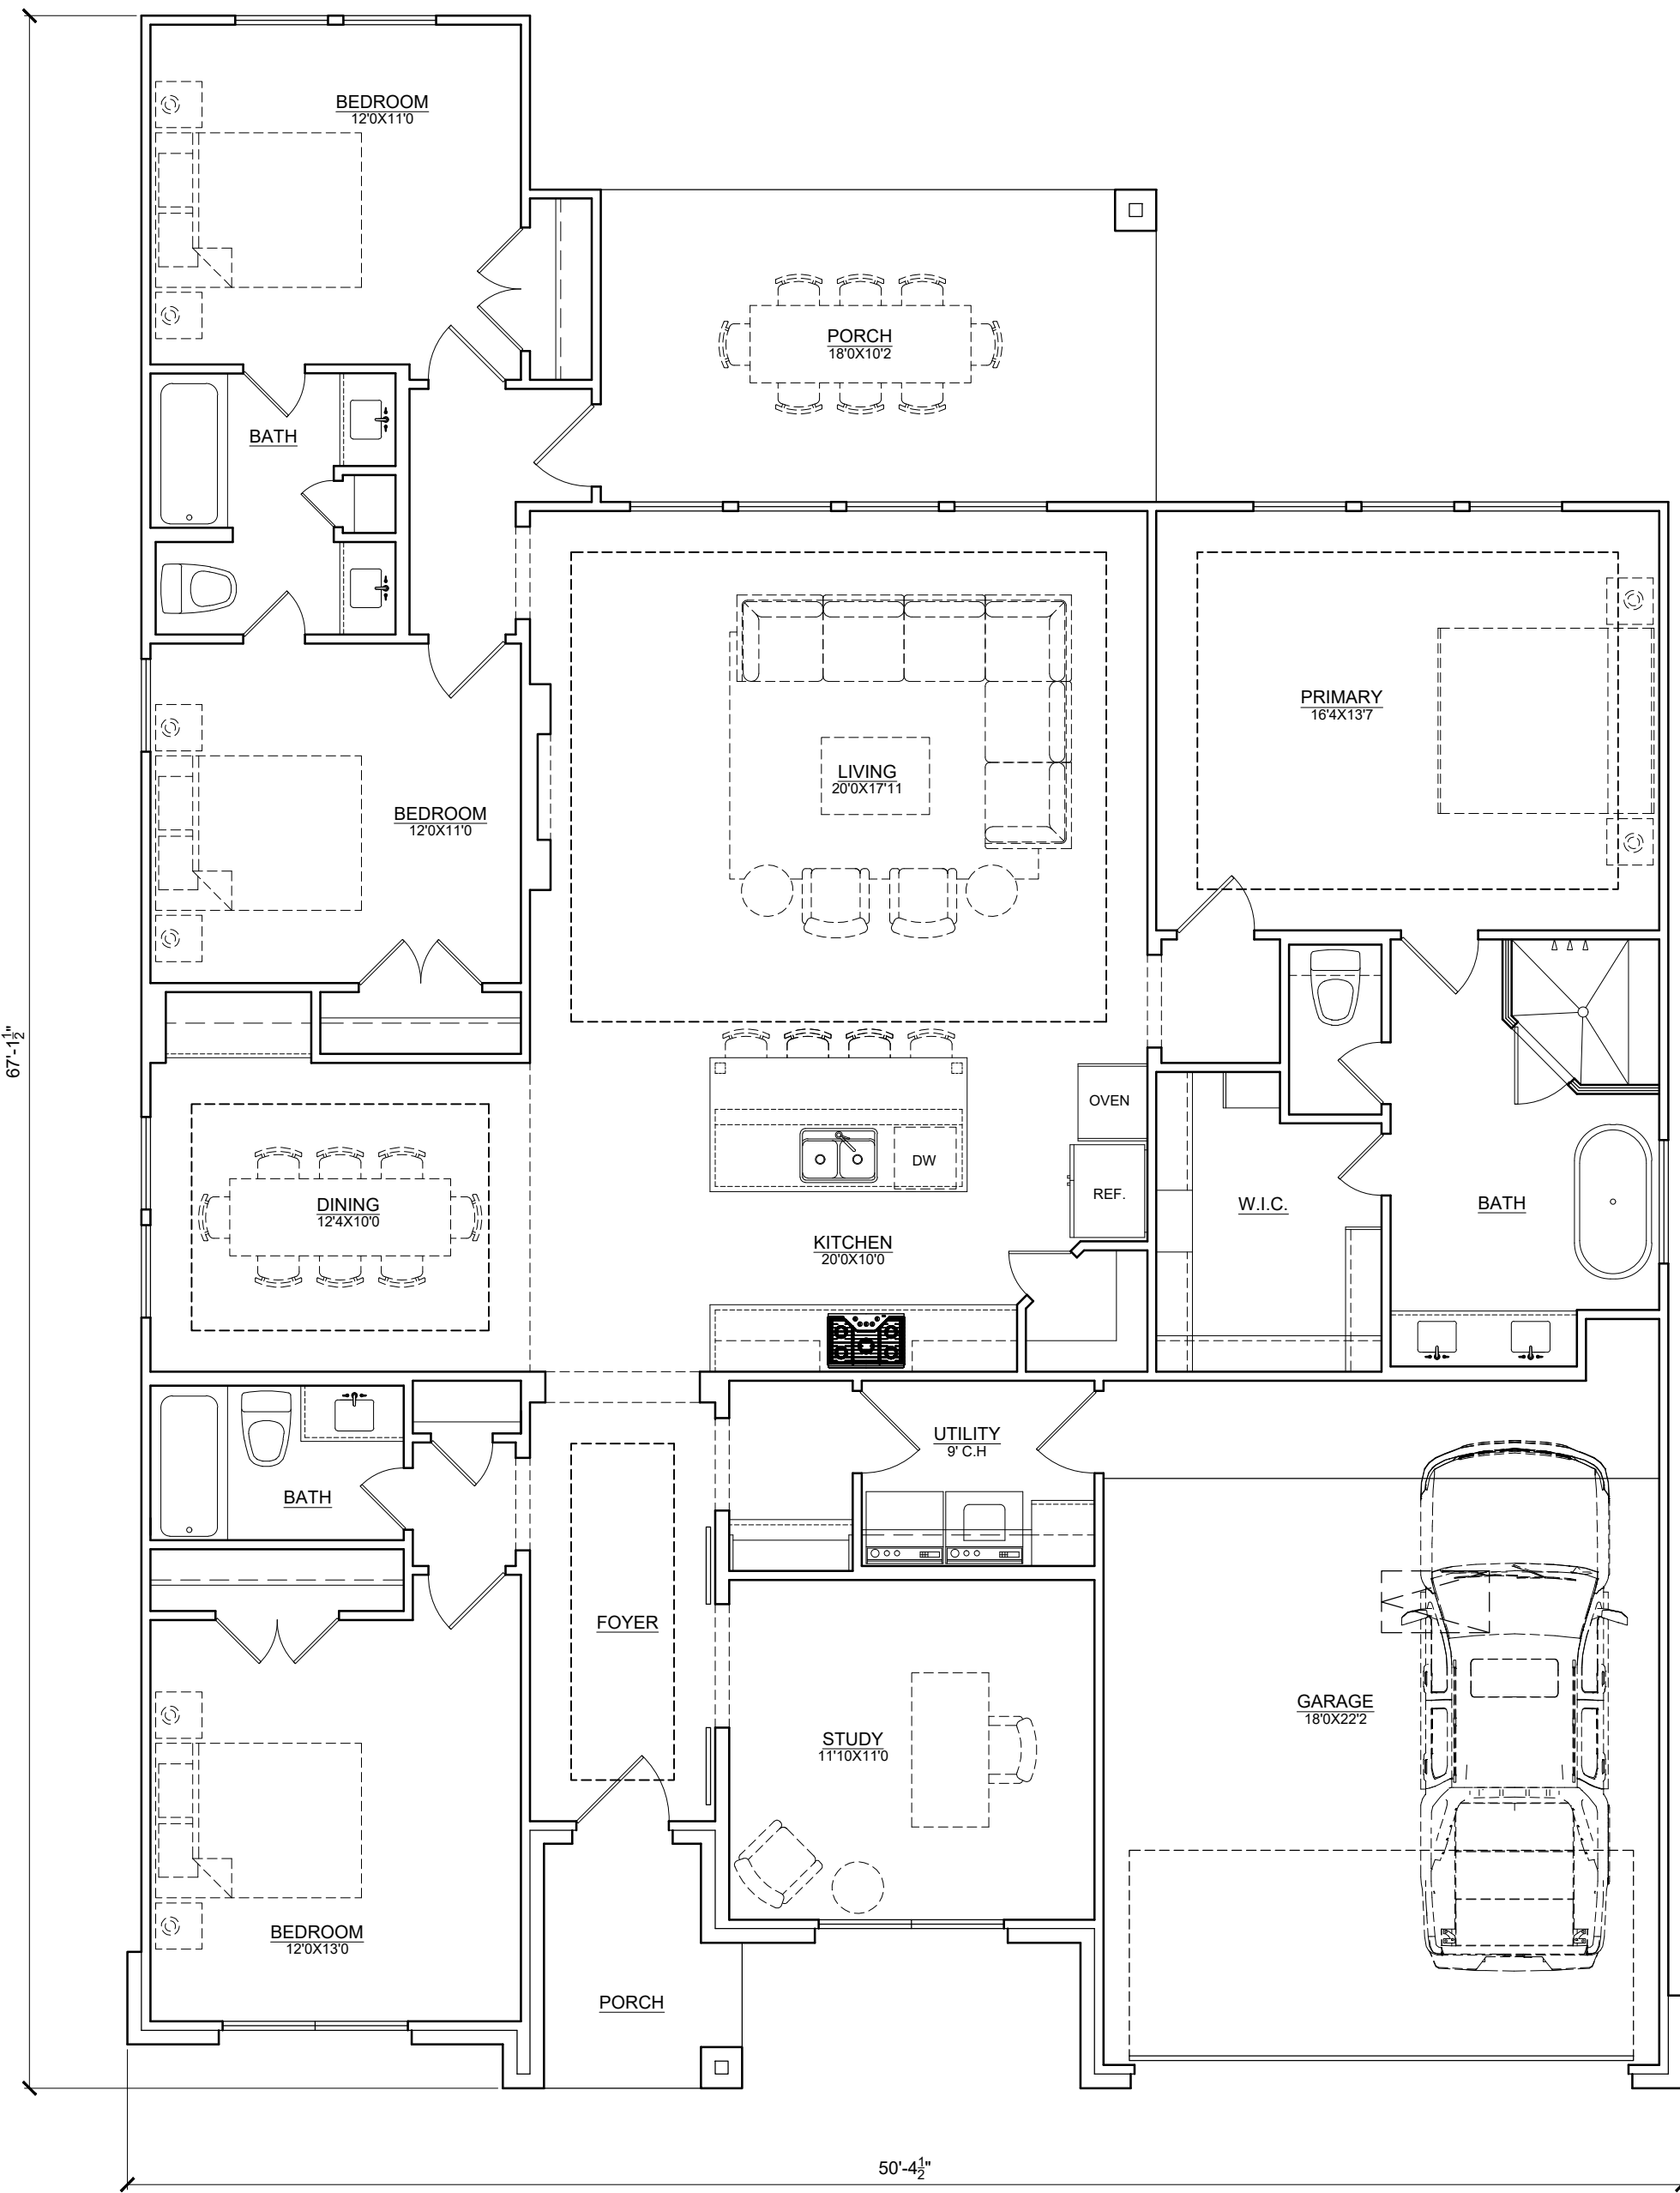 BEDROOM
12'0X11'0
PORCH
18'0X10'2
BATH
PRIMARY
16'4X13'7
LIVING
20'0X17'11
BEDROOM
12'0X11'0
67'-1½"
OVEN
DW
REF.
DINING
12'4X10'0
W.I.C.
BATH
KITCHEN
20'0X10'0
UTILITY
9' C.H
BATH
FOYER
GARAGE
18'0X22'2
STUDY
11'10X11'0
BEDROOM
12'0X13'0
PORCH
50'-4½"